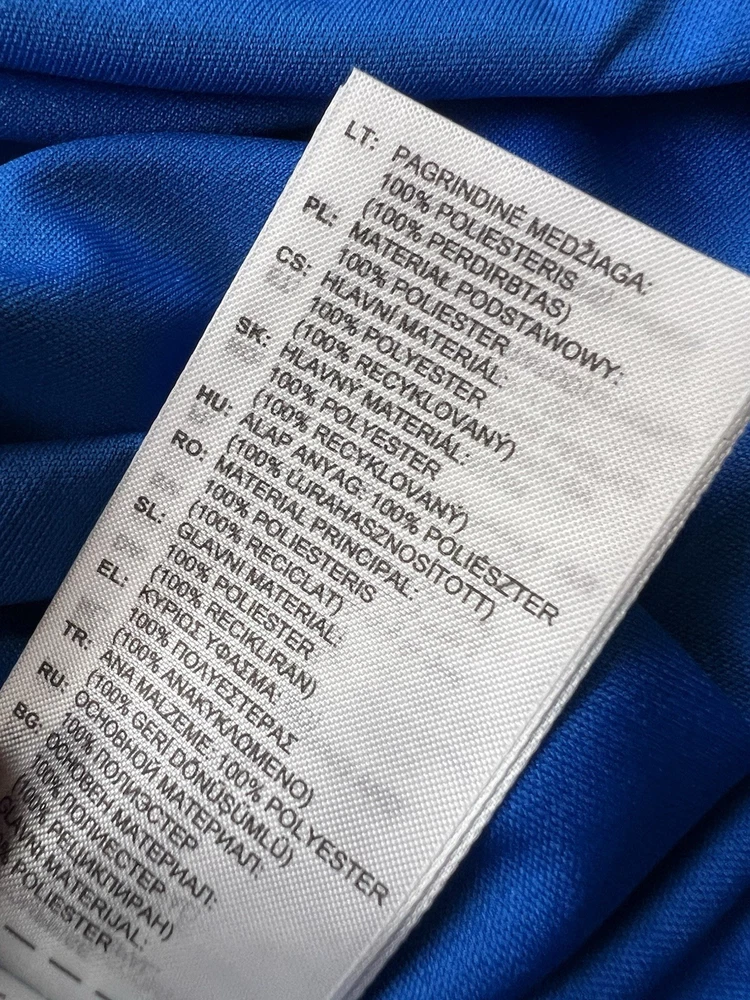 LT: PAGRINDINĖ MEDŽIAGA:
100% POLIESTERIS
(100% PERDIRBTAS)
PL: MATERIAŁ PODSTAWOWY:
100% POLIESTER
CS: HLAVNÍ MATERIÁL:
100% POLYESTER
(100% RECYKLOVANÝ)
SK: HLAVNÝ MATERIÁL:
100% POLYESTER
(100% RECYKLOVANÝ)
HU: ALAP ANYAG: 100% POLIÉSZTER
(100% ÚJRAHASZNOSÍTOTT)
RO: MATERIAL PRINCIPAL:
100% POLIESTERIS
(100% RECICLAT)
SL: GLAVNI MATERIAL:
100% POLIESTER
(100% RECIKLIRAN)
EL: ΚΥΡΙΩΣ ΥΦΑΣΜΑ:
100% ΠΟΛΥΕΣΤΕΡΑΣ
(100% ΑΝΑΚΥΚΛΩΜΕΝΟ)
TR: ANA MALZEME: 100% POLYESTER
(100% GERİ DÖNÜŞÜMLÜ)
RU: ОСНОВНОЙ МАТЕРИАЛ:
100% ПОЛИЭСТЕР
BG: ОСНОВЕН МАТЕРИАЛ:
100% ПОЛИЕСТЕР
(100% РЕЦИКЛИРАН)
GLAVNI MATERIJAL:
POLIESTER